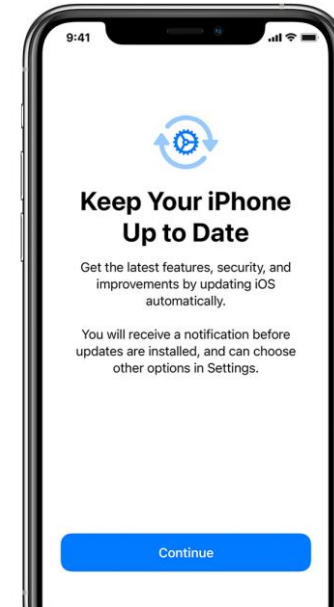 9:41
Keep Your iPhone
Up to Date
Get the latest features, security, and
improvements by updating iOS
automatically.
You will receive a notification before
updates are installed, and can choose
other options in Settings.
Continue